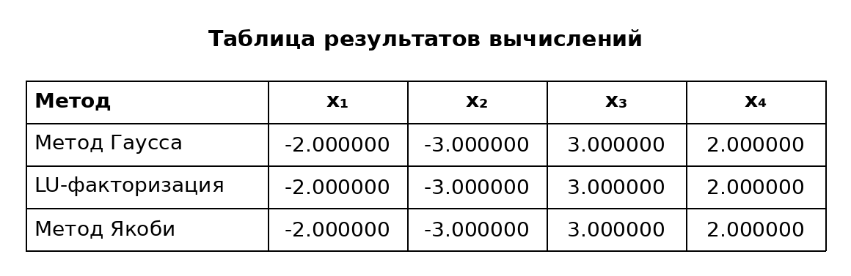 Таблица результатов вычислений
Метод x₁ x₂ x₃ x₄
Метод Гаусса -2.000000 -3.000000 3.000000 2.000000
LU-факторизация -2.000000 -3.000000 3.000000 2.000000
Метод Якоби -2.000000 -3.000000 3.000000 2.000000